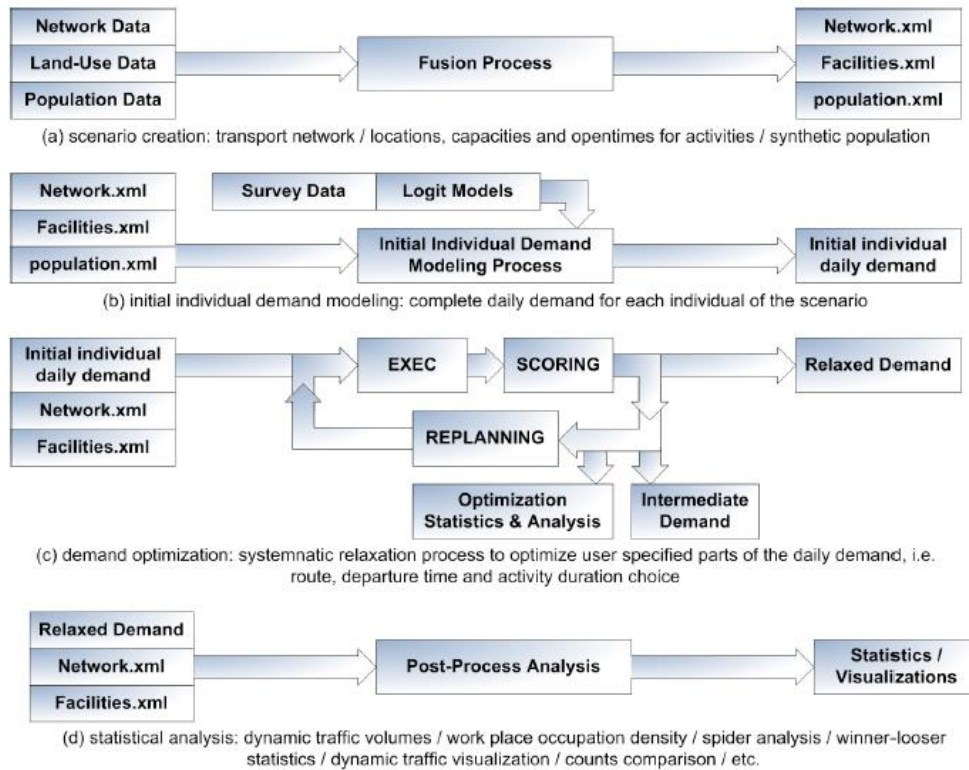 Network Data
Land-Use Data
Population Data
Fusion Process
Network.xml
Facilities.xml
population.xml
(a) scenario creation: transport network / locations, capacities and opentimes for activities / synthetic population
Network.xml
Facilities.xml
population.xml
Survey Data
Logit Models
Initial Individual Demand
Modeling Process
Initial individual
daily demand
(b) initial individual demand modeling: complete daily demand for each individual of the scenario
Initial individual
daily demand
Network.xml
Facilities.xml
EXEC
SCORING
Relaxed Demand
REPLANNING
Optimization
Statistics & Analysis
Intermediate
Demand
(c) demand optimization: systemnatic relaxation process to optimize user specified parts of the daily demand, i.e.
route, departure time and activity duration choice
Relaxed Demand
Network.xml
Facilities.xml
Post-Process Analysis
Statistics /
Visualizations
(d) statistical analysis: dynamic traffic volumes / work place occupation density / spider analysis / winner-looser
statistics / dynamic traffic visualization / counts comparison / etc.